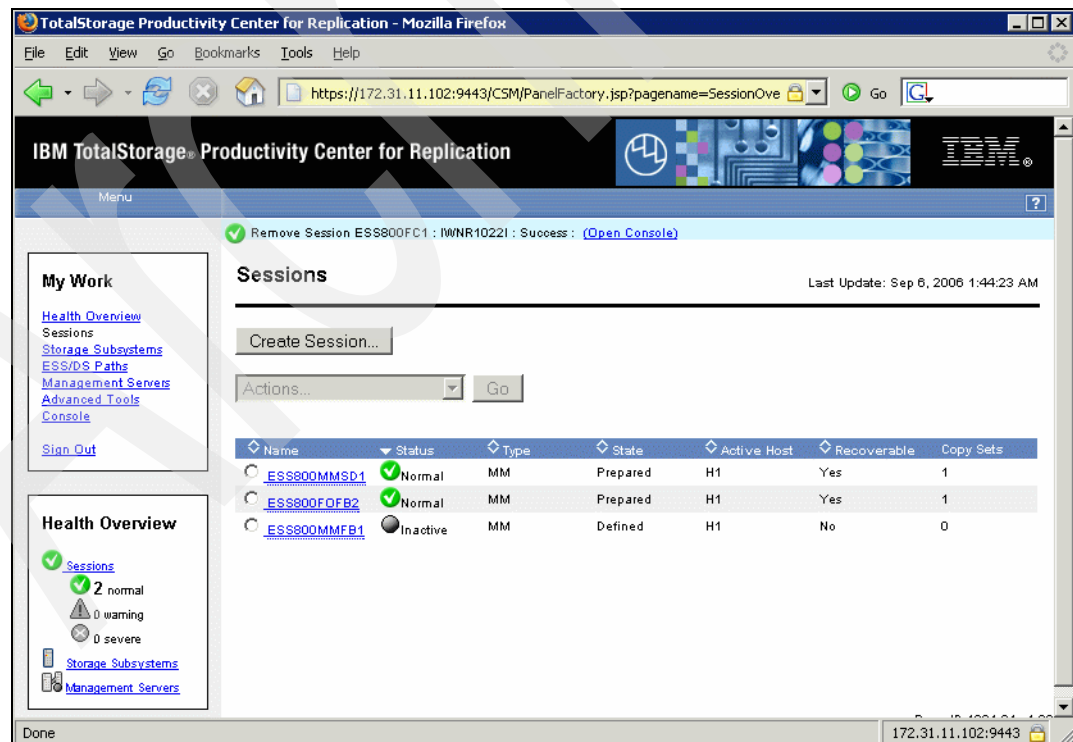 TotalStorage Productivity Center for Replication - Mozilla Firefox
File Edit View Go Bookmarks Tools Help
https://172.31.11.102:9443/CSM/PanelFactory.jsp?pagename=SessionOve Go G
IBM TotalStorage® Productivity Center for Replication IBM®
Menu ?
Remove Session ESS800FC1 : IWNR1022I : Success : (Open Console)
My Work
Health Overview
Sessions
Storage Subsystems
ESS/DS Paths
Management Servers
Advanced Tools
Console
Sign Out
Health Overview
Sessions
2 normal
0 warning
0 severe
Storage Subsystems
Management Servers
Sessions
Last Update: Sep 6, 2006 1:44:23 AM
Create Session...
Actions... Go
Name Status Type State Active Host Recoverable Copy Sets
ESS800MMSD1 Normal MM Prepared H1 Yes 1
ESS800FOFB2 Normal MM Prepared H1 Yes 1
ESS800MMFB1 Inactive MM Defined H1 No 0
Done 172.31.11.102:9443